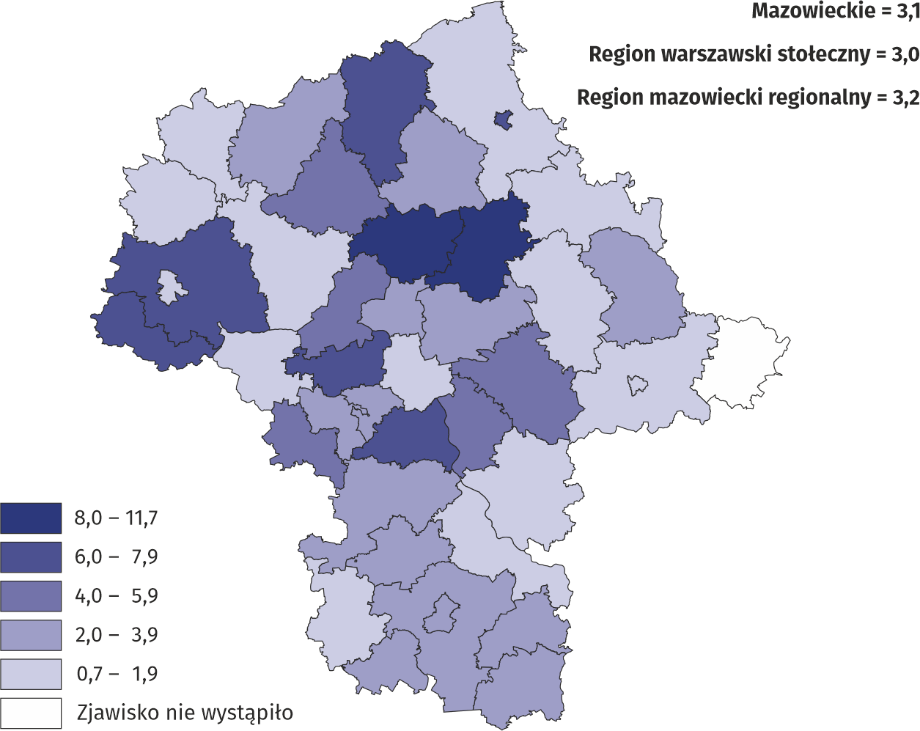 Mazowieckie = 3,1
Region warszawski stołeczny = 3,0
Region mazowiecki regionalny = 3,2
8,0 – 11,7
6,0 – 7,9
4,0 – 5,9
2,0 – 3,9
0,7 – 1,9
Zjawisko nie wystąpiło